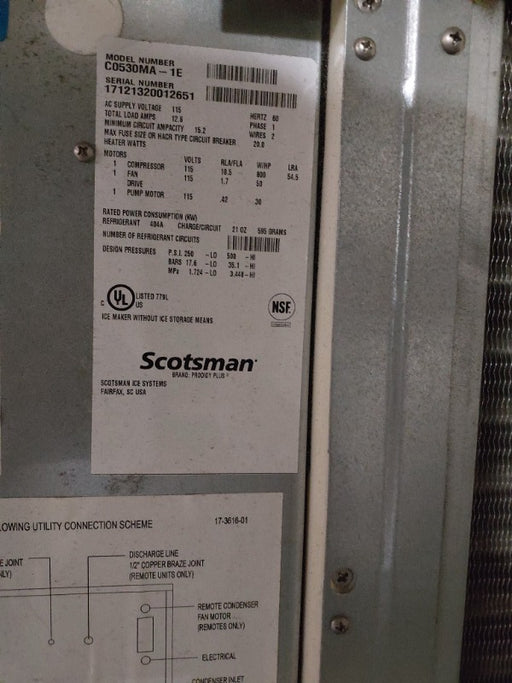 MODEL NUMBER
C0530MA-1E
SERIAL NUMBER
17121320012651
AC SUPPLY VOLTAGE 115 HERTZ 60
TOTAL LOAD AMPS 12.6 PHASE 1
MINIMUM CIRCUIT AMPACITY 15.2 WIRES 2
MAX FUSE SIZE OR HACR TYPE CIRCUIT BREAKER 20.0
HEATER WATTS
MOTORS VOLTS RLA/FLA W/HP LRA
1 COMPRESSOR 115 10.5 800 54.5
1 FAN 115 1.7 50
DRIVE
1 PUMP MOTOR 115 .42 30
RATED POWER CONSUMPTION (KW)
REFRIGERANT 404A CHARGE/CIRCUIT 21 OZ 595 GRAMS
NUMBER OF REFRIGERANT CIRCUITS
DESIGN PRESSURES P.S.I. 250 -LO 500 -HI
BARS 17.6 -LO 35.1 -HI
MPa 1.724 -LO 3.448 -HI
C UL US LISTED 778L
NSF
ICE MAKER WITHOUT ICE STORAGE MEANS
Scotsman
BRAND: PRODIGY PLUS
SCOTSMAN ICE SYSTEMS
FAIRFAX, SC USA
LOWING UTILITY CONNECTION SCHEME 17-3616-01
E JOINT
NLY)
DISCHARGE LINE
1/2" COPPER BRAZE JOINT
(REMOTE UNITS ONLY)
REMOTE CONDENSER
FAN MOTOR
(REMOTES ONLY)
ELECTRICAL
CONDENSER INLET